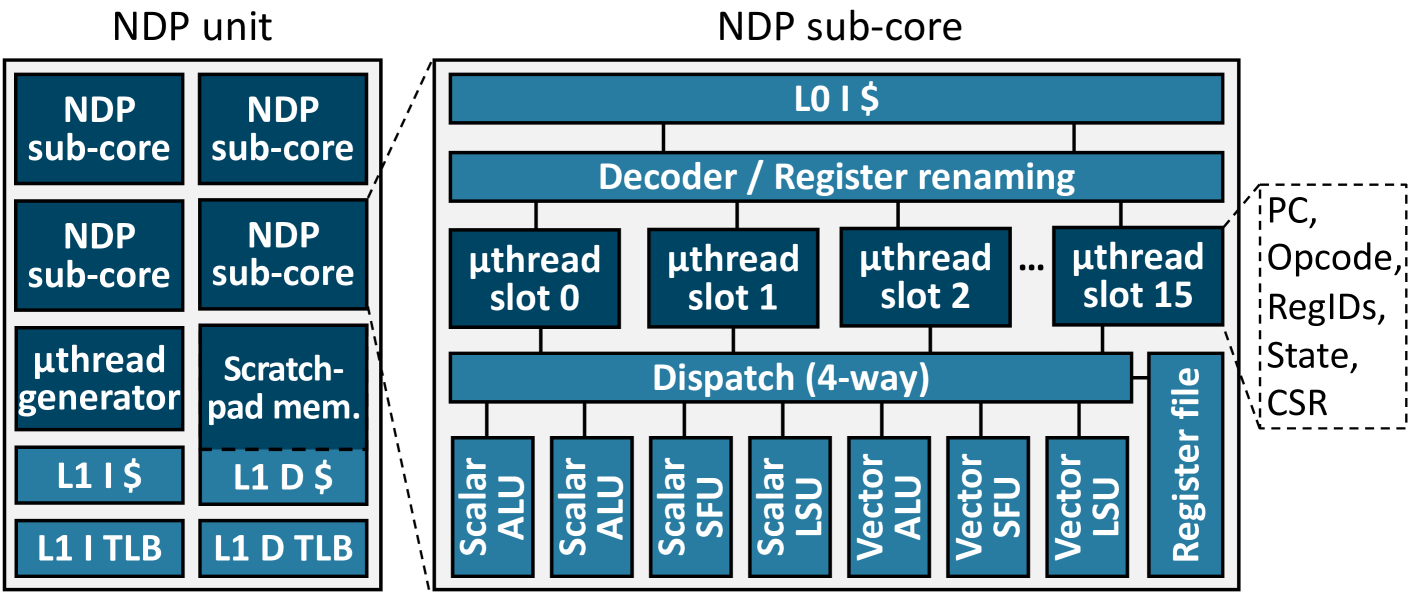 NDP unit
NDP
sub-core
NDP
sub-core
NDP
sub-core
NDP
sub-core
μthread
generator
Scratch-
pad mem.
L1 I $
L1 D $
L1 I TLB
L1 D TLB
NDP sub-core
L0 I $
Decoder / Register renaming
μthread
slot 0
μthread
slot 1
μthread
slot 2
...
μthread
slot 15
Dispatch (4-way)
Scalar
ALU
Scalar
ALU
Scalar
SFU
Scalar
LSU
Vector
ALU
Vector
SFU
Vector
LSU
Register file
PC,
Opcode,
RegIDs,
State,
CSR